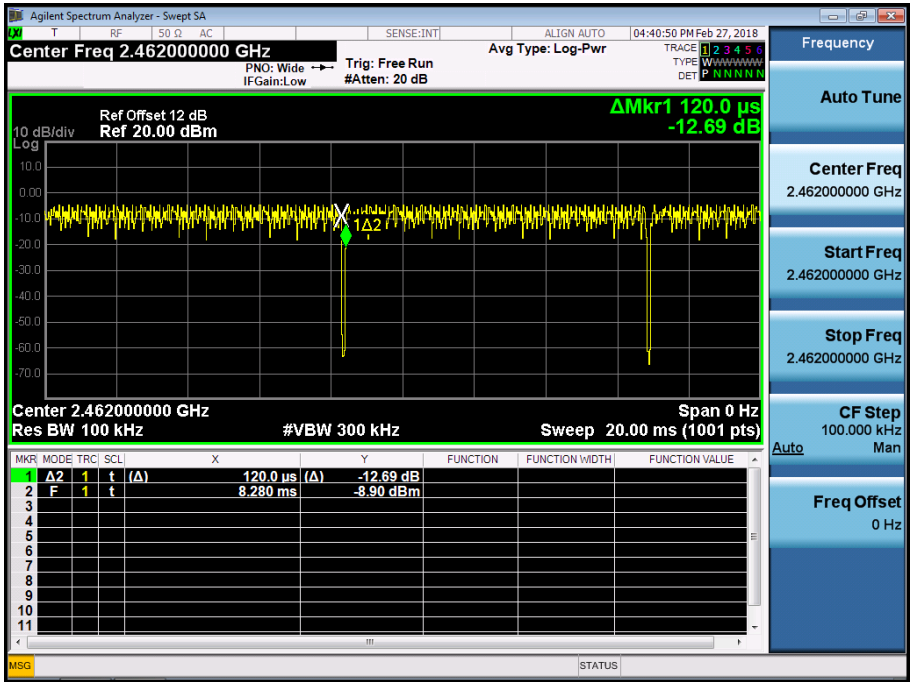 Agilent Spectrum Analyzer - Swept SA
LXI T RF 50 Ω AC SENSE:INT ALIGN AUTO 04:40:50 PM Feb 27, 2018
Center Freq 2.462000000 GHz
Avg Type: Log-Pwr
TRACE 1 2 3 4 5 6
PNO: Wide Trig: Free Run
TYPE WWWWWW
IFGain:Low #Atten: 20 dB
DET P N N N N N
ΔMkr1 120.0 µs
-12.69 dB
Ref Offset 12 dB
10 dB/div Ref 20.00 dBm
Log
10.0
0.00
-10.0
-20.0
-30.0
-40.0
-50.0
-60.0
-70.0
1Δ2
Center 2.462000000 GHz Span 0 Hz
Res BW 100 kHz #VBW 300 kHz Sweep 20.00 ms (1001 pts)
MKR MODE TRC SCL X Y FUNCTION FUNCTION WIDTH FUNCTION VALUE
1 Δ2 1 t (Δ) 120.0 µs (Δ) -12.69 dB
2 F 1 t 8.280 ms -8.90 dBm
3
4
5
6
7
8
9
10
11
MSG STATUS
Frequency
Auto Tune
Center Freq
2.462000000 GHz
Start Freq
2.462000000 GHz
Stop Freq
2.462000000 GHz
CF Step
100.000 kHz
Auto Man
Freq Offset
0 Hz